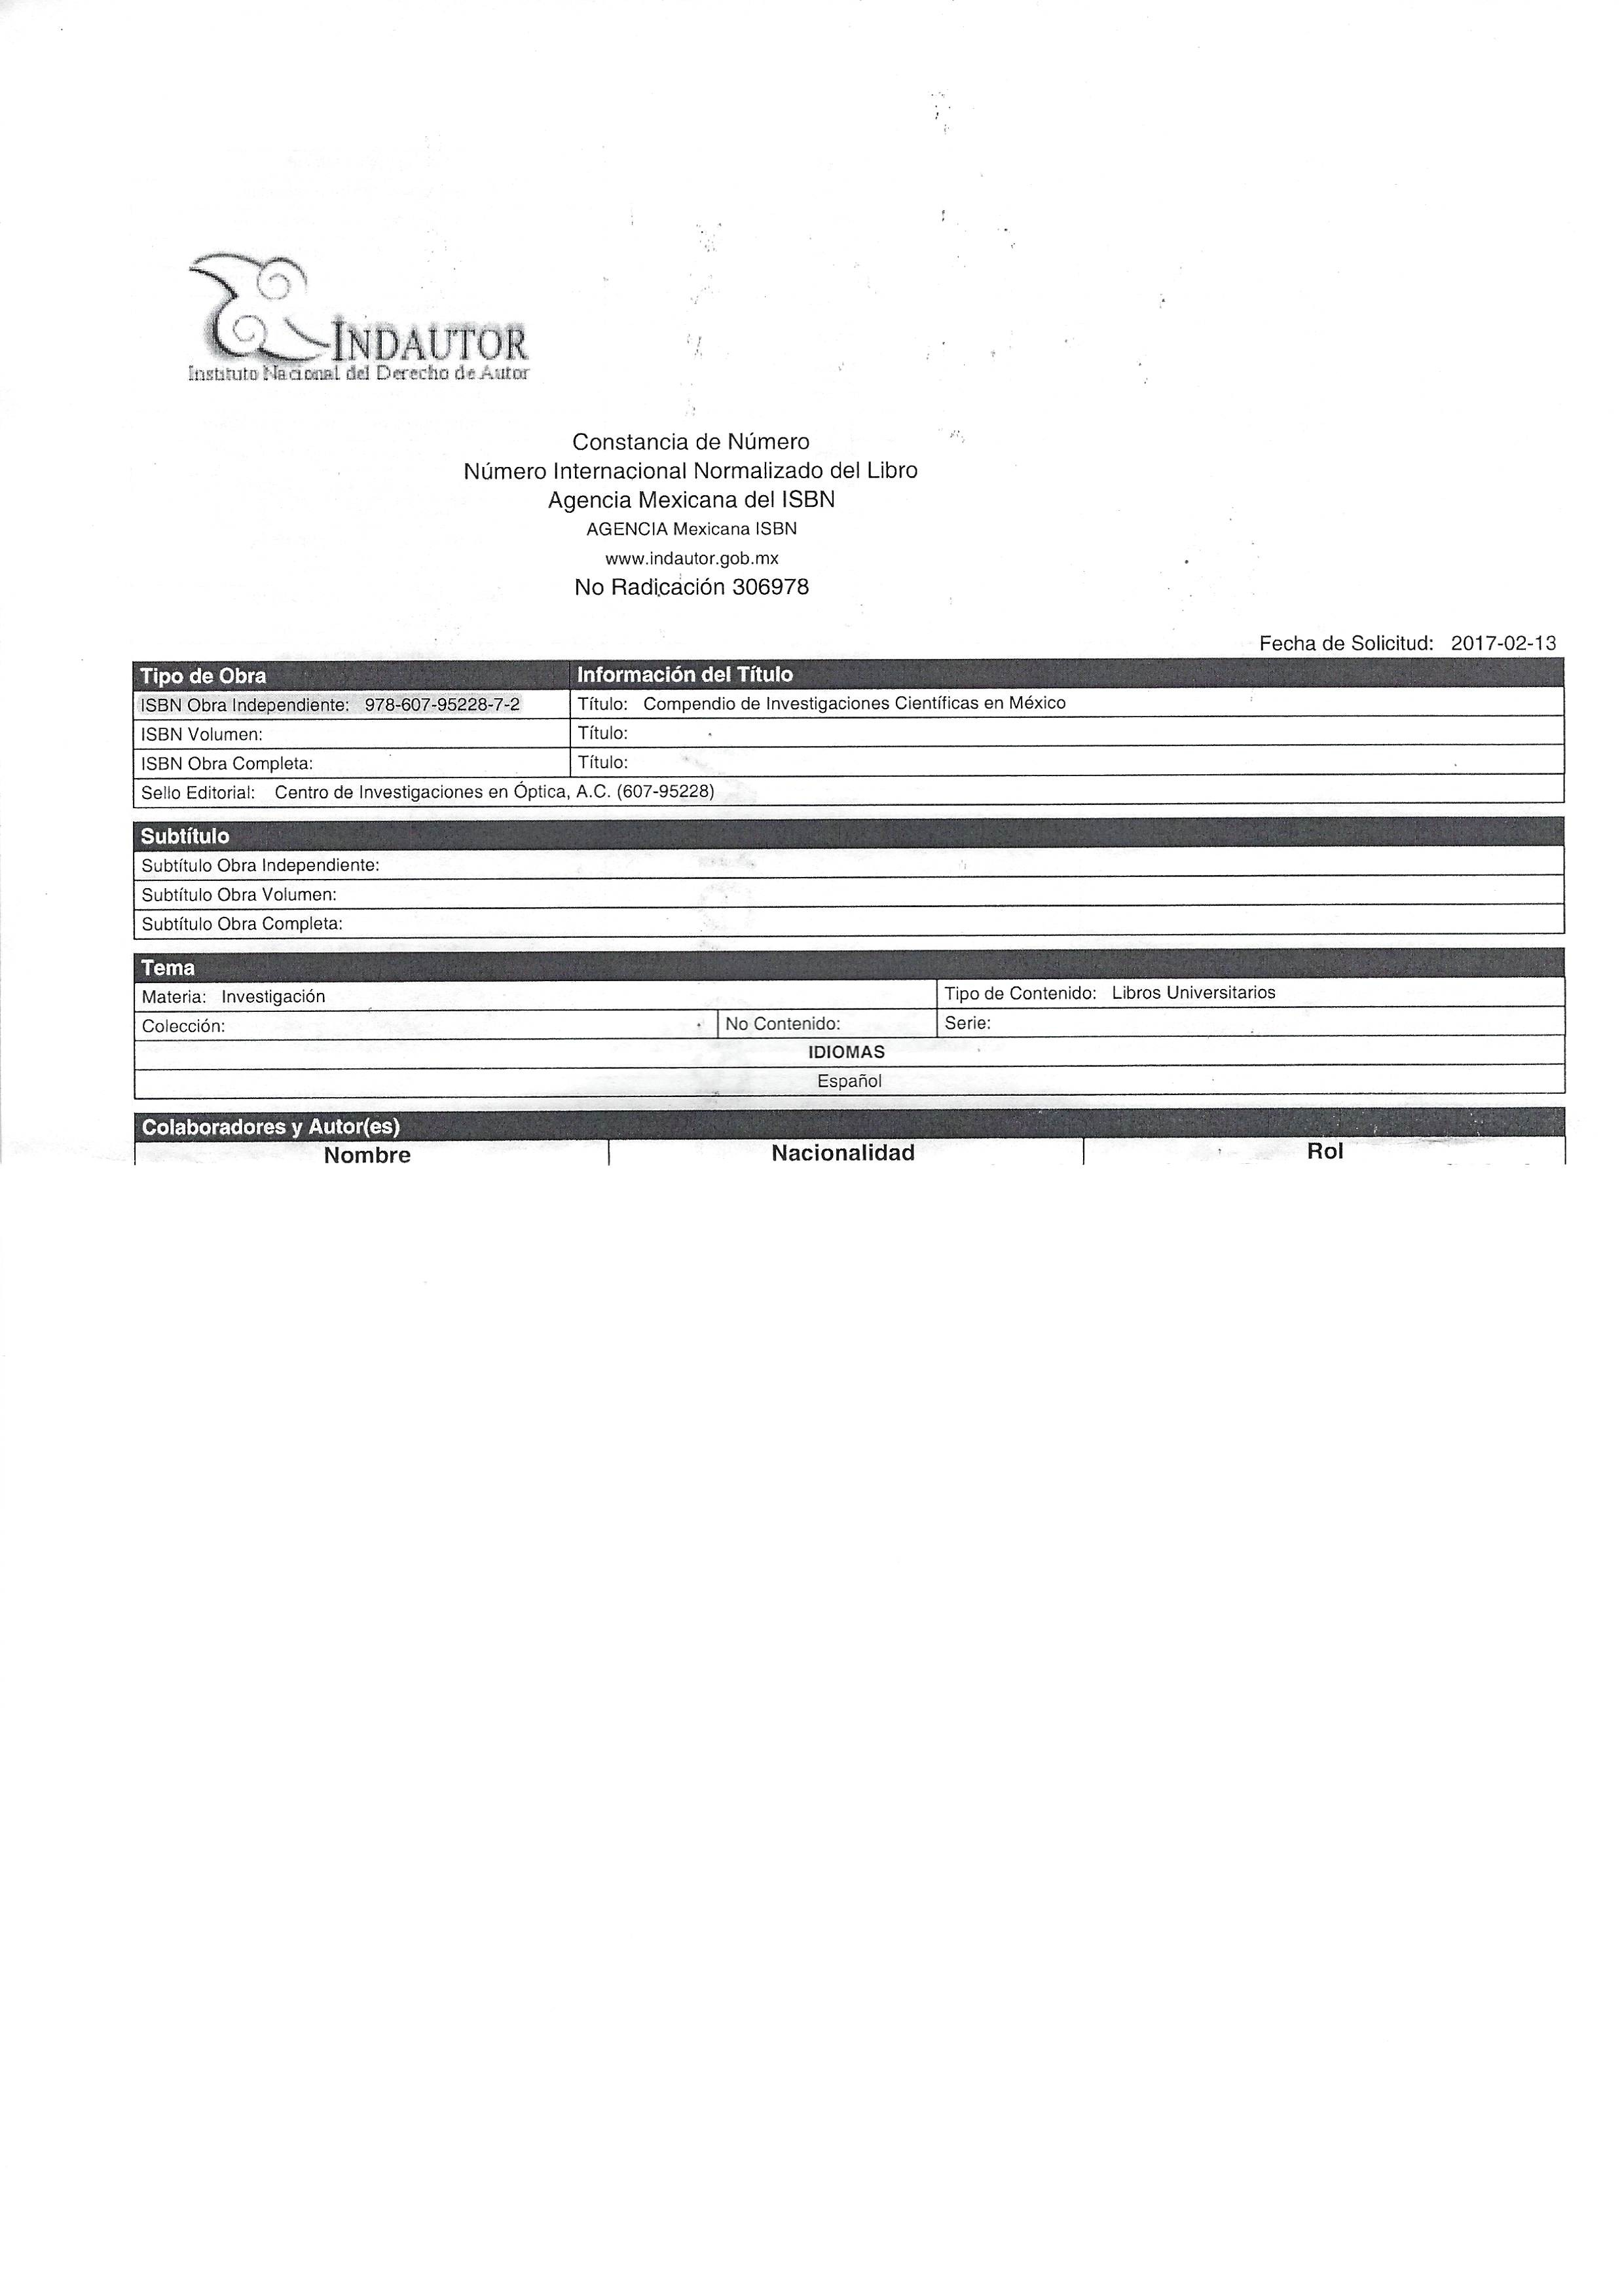 INDAUTOR
Instituto Nacional del Derecho de Autor
Constancia de Número
Número Internacional Normalizado del Libro
Agencia Mexicana del ISBN
AGENCIA Mexicana ISBN
www.indautor.gob.mx
No Radicación 306978
Fecha de Solicitud: 2017-02-13
Tipo de Obra Información del Título
ISBN Obra Independiente: 978-607-95228-7-2 Título: Compendio de Investigaciones Científicas en México
ISBN Volumen: Título:
ISBN Obra Completa: Título:
Sello Editorial: Centro de Investigaciones en Óptica, A.C. (607-95228)
Subtítulo
Subtítulo Obra Independiente:
Subtítulo Obra Volumen:
Subtítulo Obra Completa:
Tema
Materia: Investigación Tipo de Contenido: Libros Universitarios
Colección: No Contenido: Serie:
IDIOMAS
Español
Colaboradores y Autor(es)
Nombre Nacionalidad Rol